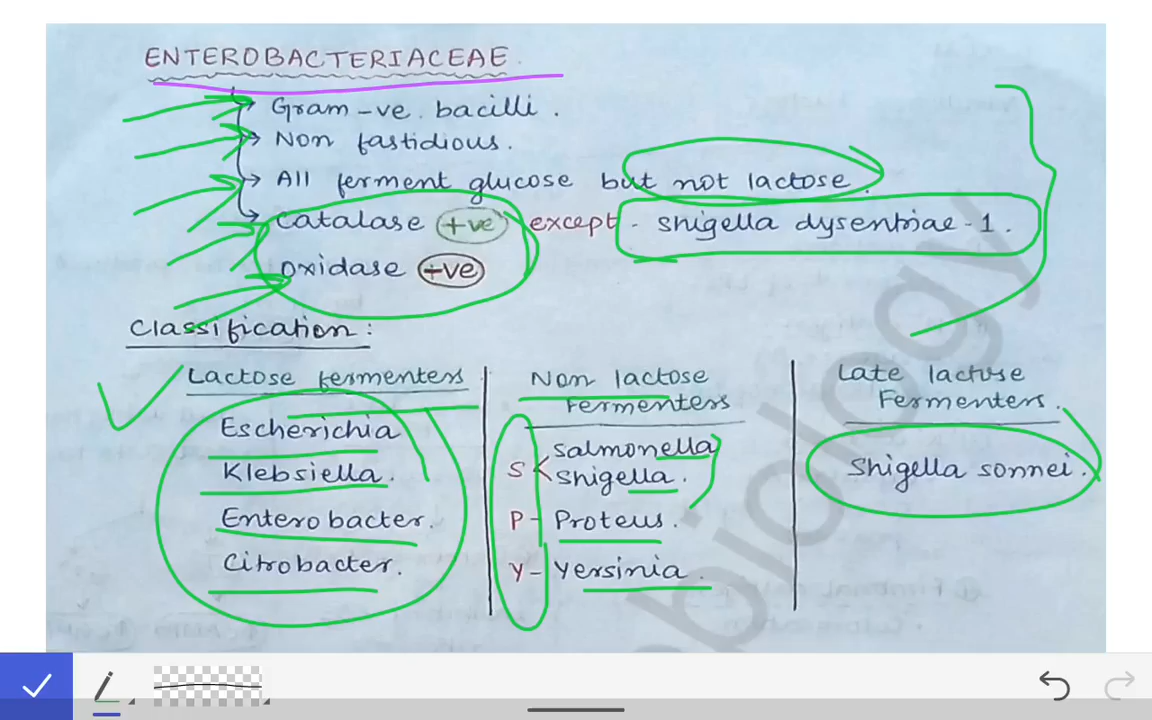 ENTEROBACTERIACEAE
Gram -ve bacilli.
Non fastidious.
All ferment glucose but not lactose.
Catalase +ve except - Shigella dysentriae - 1.
oxidase +ve
Classification:
Lactose fermenters
Escherichia
Klebsiella.
Enterobacter.
Citrobacter.
Non lactose
Fermenters
S Salmonella
Shigella.
P - Proteus.
Y - Yersinia.
Late lactose
Fermenters.
Shigella sonnei.
biology